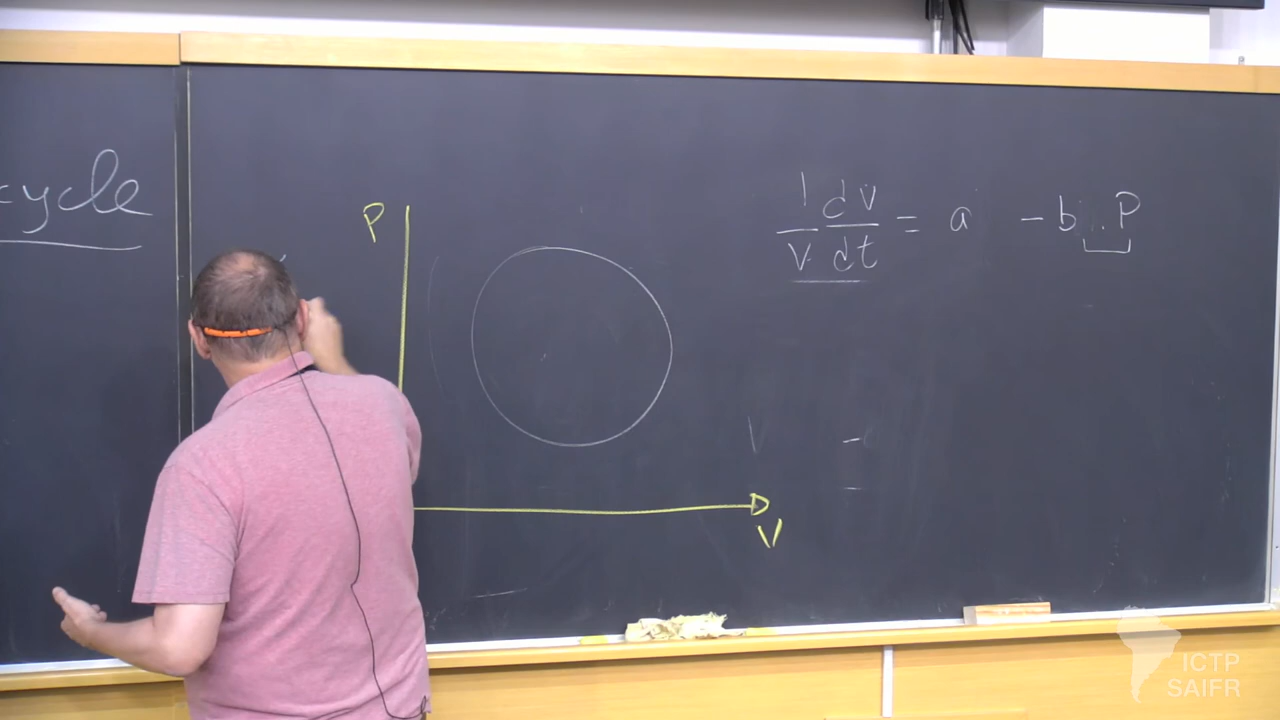 cycle
P
V
1/V dV/dt = a - b .. P
ICTP
SAIFR